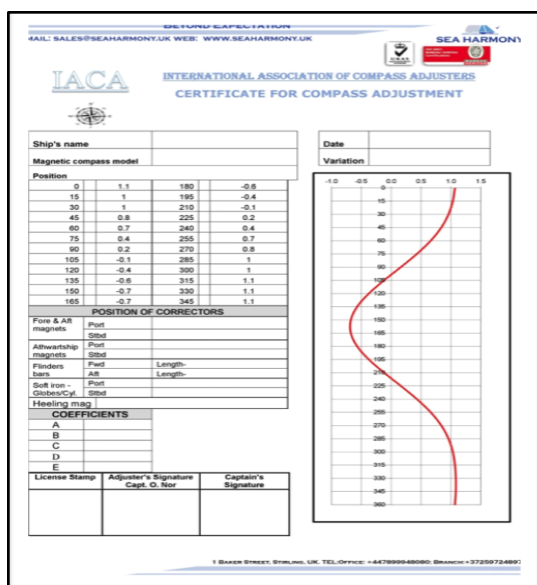 BEYOND EXPECTATION
MAIL: SALES@SEAHARMONY.UK WEB: WWW.SEAHARMONY.UK
SEA HARMONY
UKAS
IACA
INTERNATIONAL ASSOCIATION OF COMPASS ADJUSTERS
CERTIFICATE FOR COMPASS ADJUSTMENT
Ship's name
Magnetic compass model
Position
Date
Variation
0 1.1 180 -0.6
15 1 195 -0.4
30 1 210 -0.1
45 0.8 225 0.2
60 0.7 240 0.4
75 0.4 255 0.7
90 0.2 270 0.8
105 -0.1 285 1
120 -0.4 300 1
135 -0.6 315 1.1
150 -0.7 330 1.1
165 -0.7 345 1.1
POSITION OF CORRECTORS
Fore & Aft magnets
Port
Stbd
Athwartship magnets
Port
Stbd
Flinders bars
Fwd Length-
Aft Length-
Soft iron - Globes/Cyl.
Port
Stbd
Heeling mag
COEFFICIENTS
A
B
C
D
E
License Stamp
Adjuster's Signature
Capt. O. Nor
Captain's Signature
-1.0 -0.5 0.0 0.5 1.0 1.5
0
15
30
45
60
75
90
105
120
135
150
165
180
195
210
225
240
255
270
285
300
315
330
345
360
1 BAKER STREET, STIRLING, UK. TEL:OFFICE: +447899948080; BRANCH:+3725972489